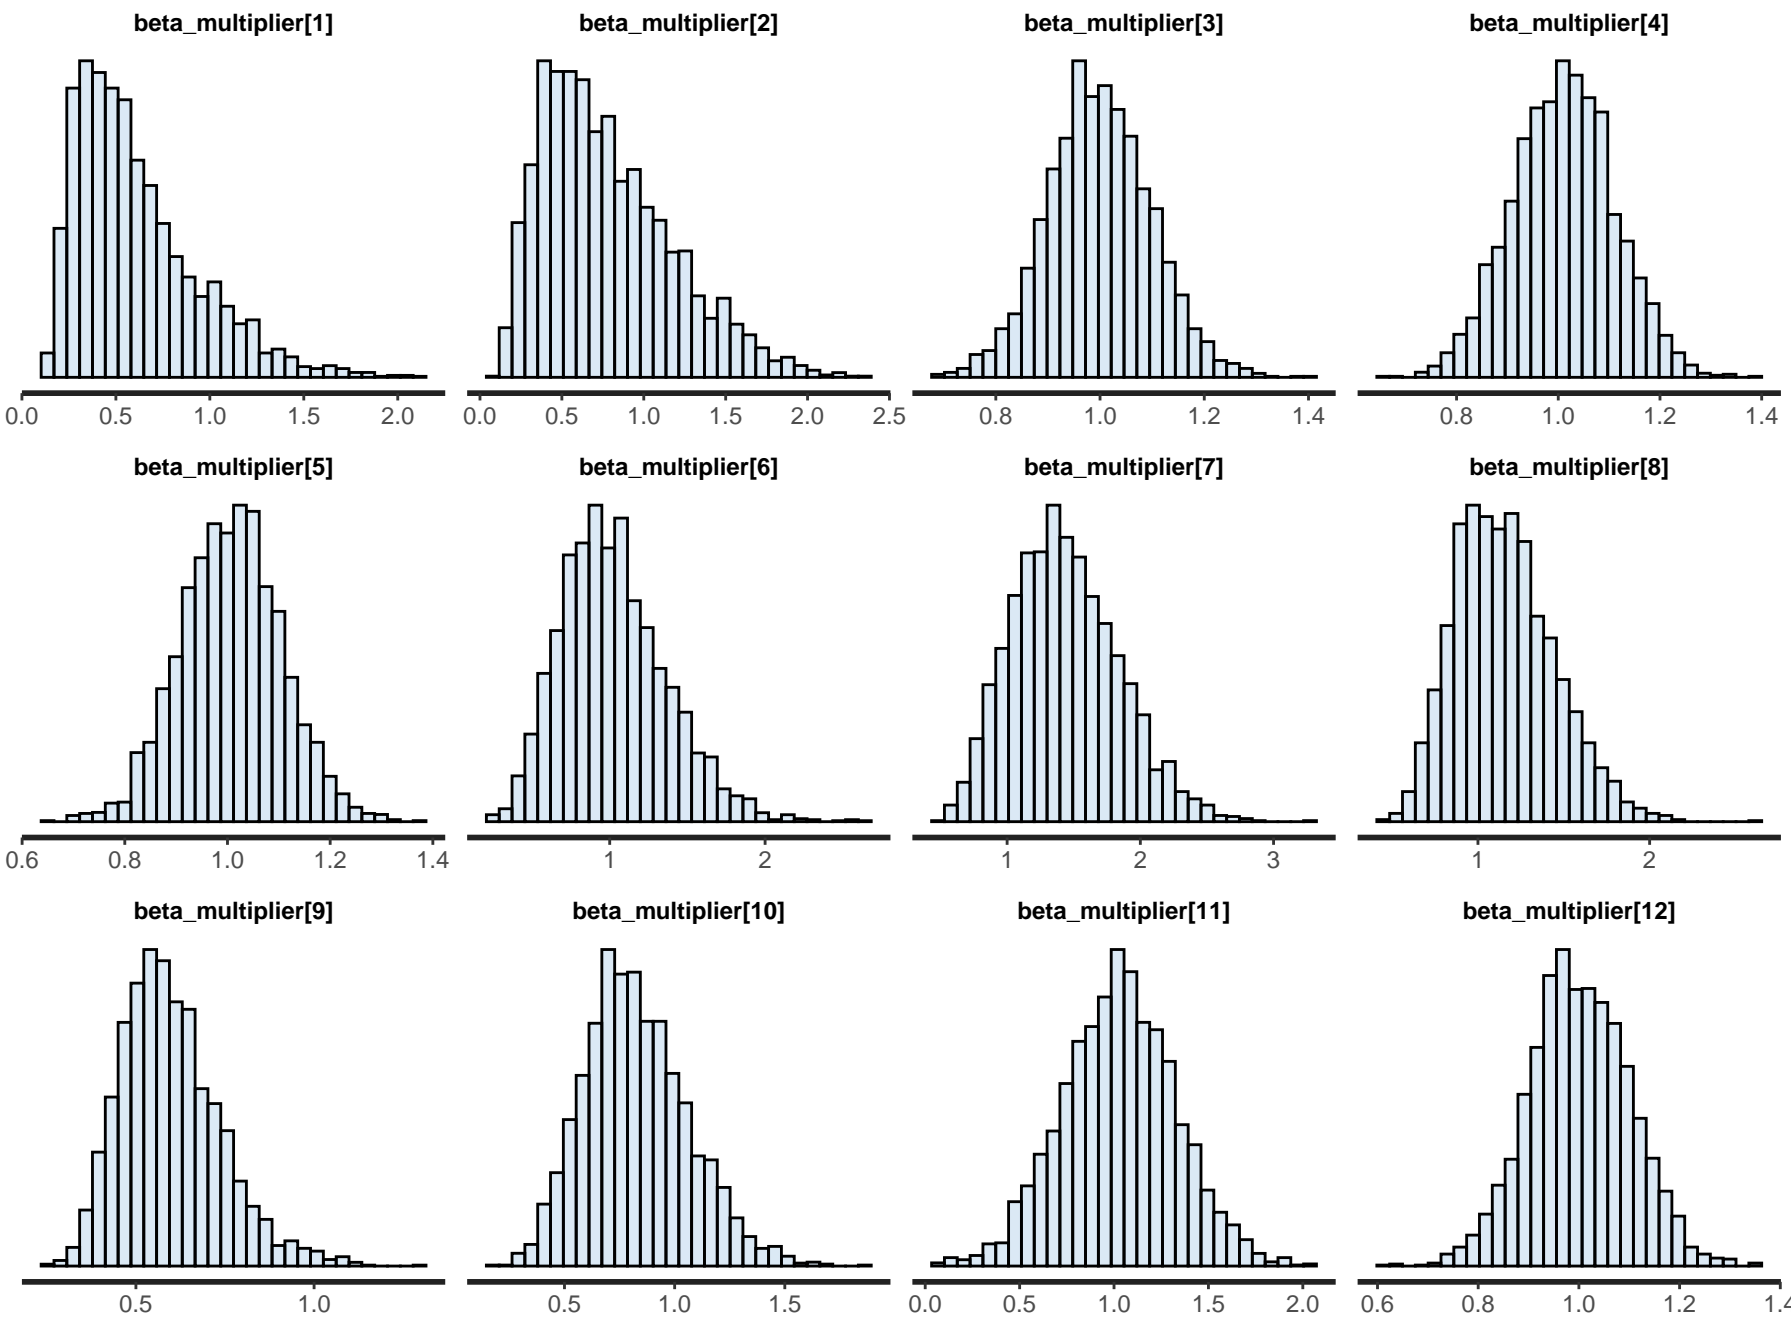 beta_multiplier[1] beta_multiplier[2] beta_multiplier[3] beta_multiplier[4]
0.0 0.5 1.0 1.5 2.0 0.0 0.5 1.0 1.5 2.0 2.5 0.8 1.0 1.2 1.4 0.8 1.0 1.2 1.4
beta_multiplier[5] beta_multiplier[6] beta_multiplier[7] beta_multiplier[8]
0.6 0.8 1.0 1.2 1.4 1 2 1 2 3 1 2
beta_multiplier[9] beta_multiplier[10] beta_multiplier[11] beta_multiplier[12]
0.5 1.0 0.5 1.0 1.5 0.0 0.5 1.0 1.5 2.0 0.6 0.8 1.0 1.2 1.4